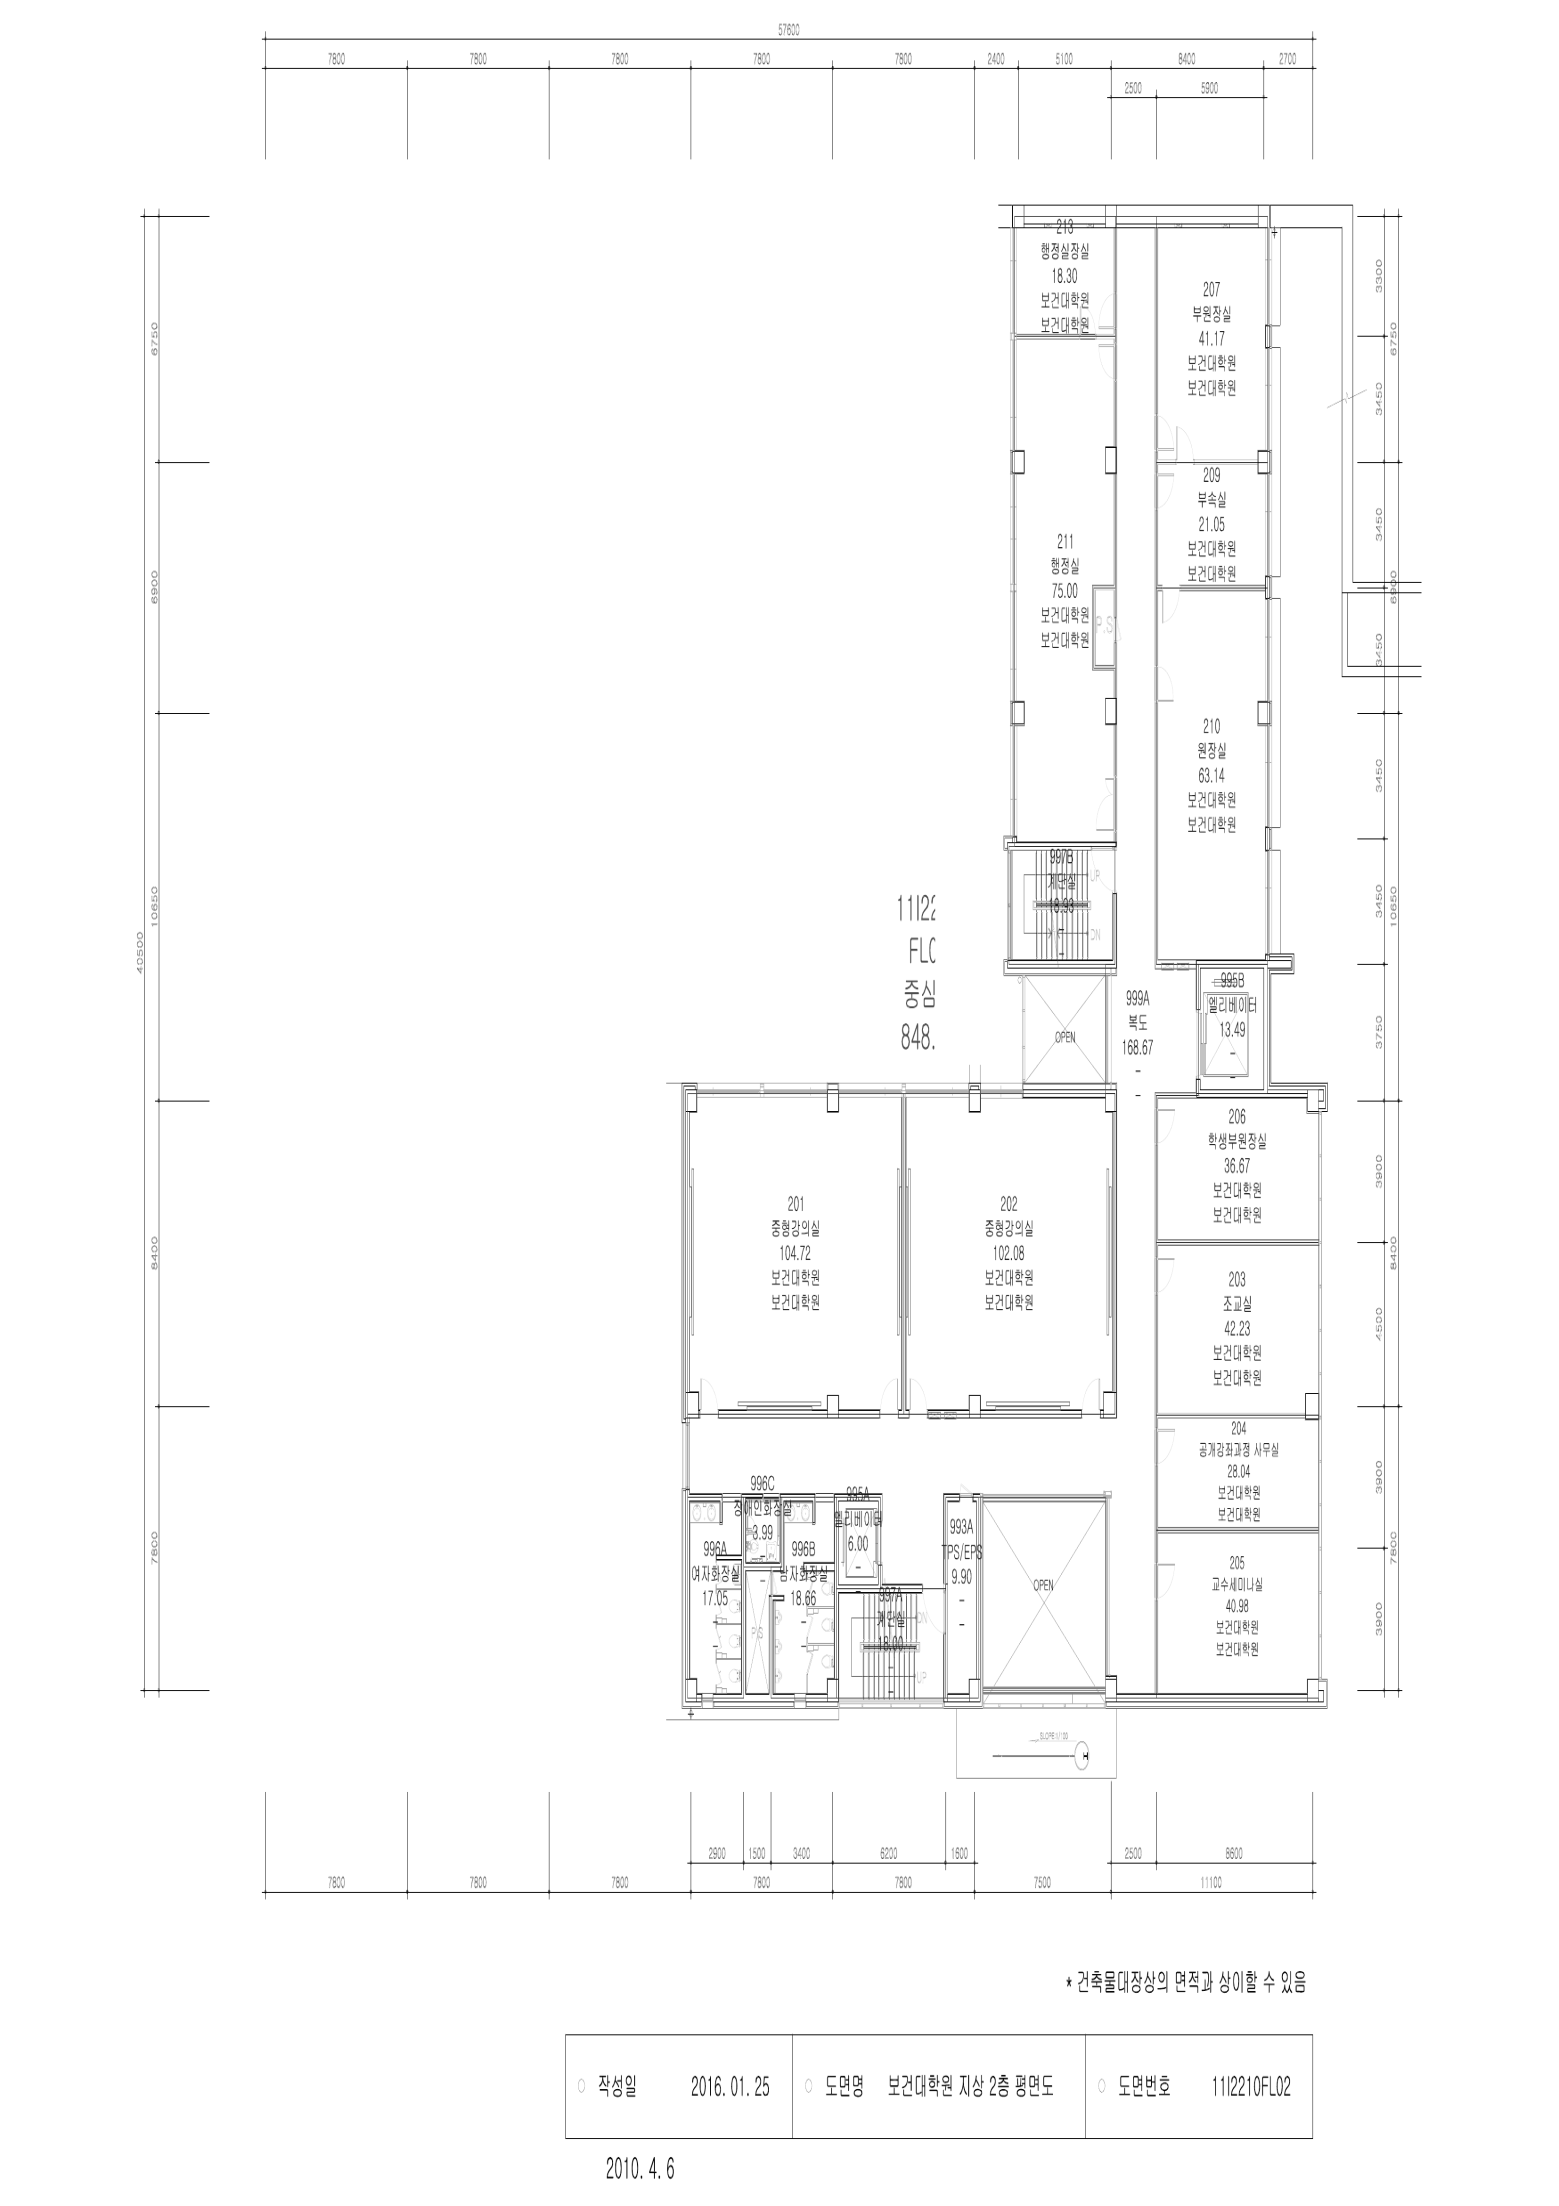 57600
7800 7800 7800 7800 7800 2400 5100 8400 2700
2500 5900
213
행정실장실
18.30
보건대학원
보건대학원
207
부원장실
41.17
보건대학원
보건대학원
209
부속실
21.05
보건대학원
보건대학원
211
행정실
75.00
보건대학원
보건대학원
P.S
210
원장실
63.14
보건대학원
보건대학원
997B
계단실
18.93
UP
DN
11I22
FLO
중심
848.
995B
엘리베이터
13.49
999A
복도
168.67
OPEN
206
학생부원장실
36.67
보건대학원
보건대학원
201
중형강의실
104.72
보건대학원
보건대학원
202
중형강의실
102.08
보건대학원
보건대학원
203
조교실
42.23
보건대학원
보건대학원
204
공개강좌과정 사무실
28.04
보건대학원
보건대학원
996C
장애인화장실
3.99
995A
엘리베이터
6.00
993A
TPS/EPS
9.90
996A
여자화장실
17.05
996B
남자화장실
18.66
P.S
997A
계단실
18.00
DN
UP
OPEN
205
교수세미나실
40.98
보건대학원
보건대학원
SLOPE:1/100
6750
6900
10650
8400
7800
40500
3300
3450
3450
3450
3450
3450
3750
3900
4500
3900
3900
6750
6900
10650
8400
7800
2900 1500 3400 6200 1600 2500 8600
7800 7800 7800 7800 7800 7500 11100
* 건축물대장상의 면적과 상이할 수 있음
○ 작성일 2016. 01. 25 ○ 도면명 보건대학원 지상 2층 평면도 ○ 도면번호 11I2210FL02
2010. 4. 6